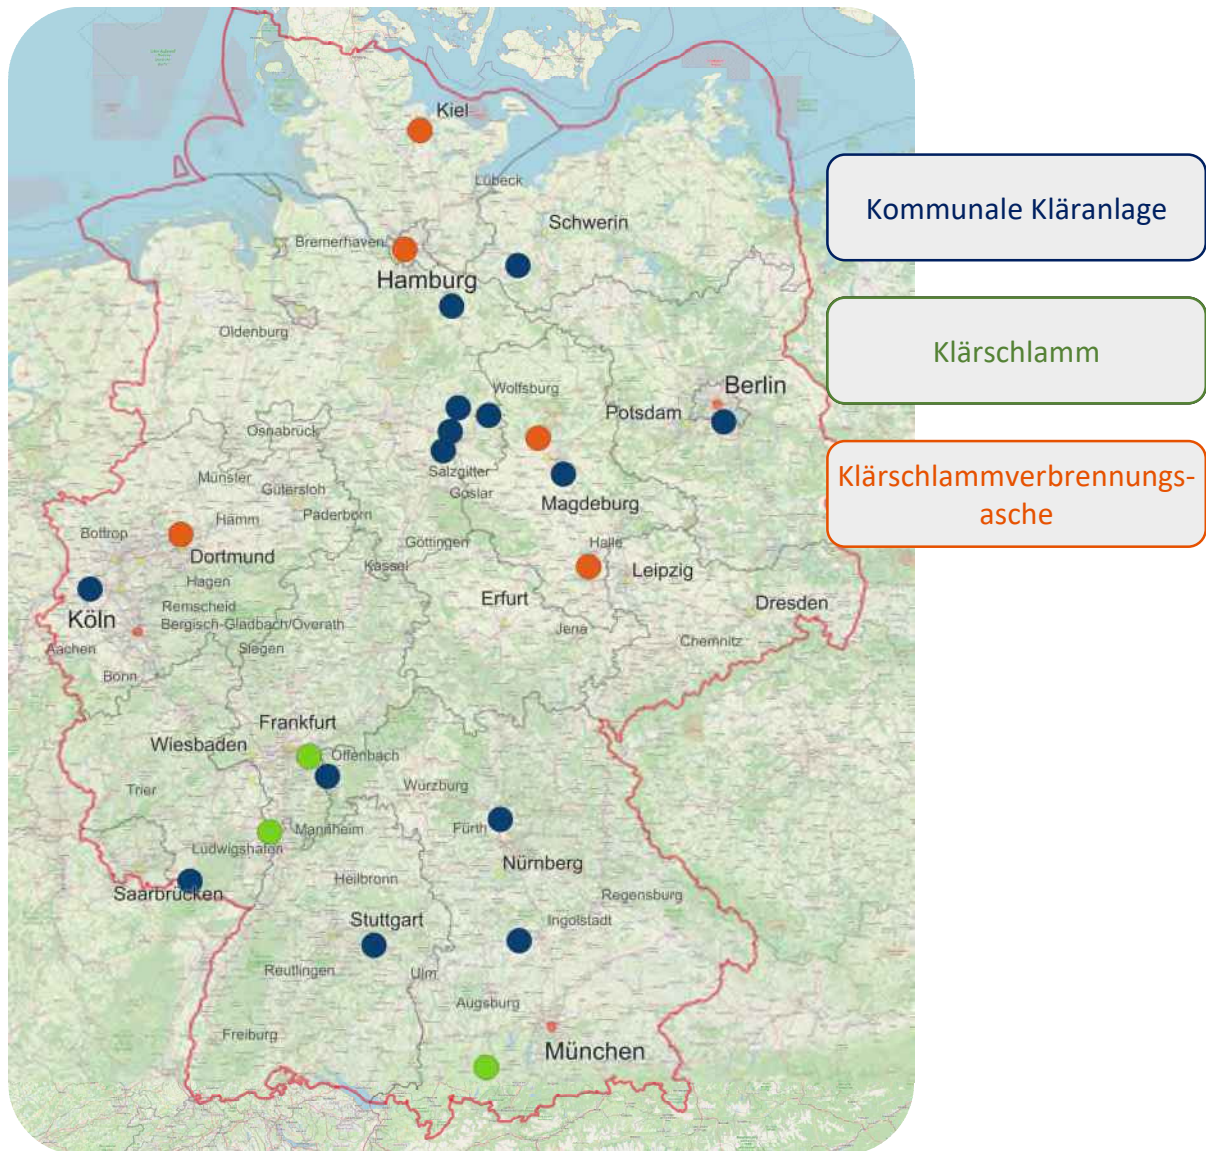 Kiel
Lübeck
Schwerin
Bremerhaven
Hamburg
Oldenburg
Wolfsburg
Berlin
Potsdam
Osnabrück
Salzgitter
Münster
Gütersloh
Goslar
Magdeburg
Hamm
Paderborn
Bottrop
Dortmund
Göttingen
Halle
Kassel
Leipzig
Hagen
Erfurt
Dresden
Remscheid
Köln
Bergisch-Gladbach/Overath
Jena
Chemnitz
Aachen
Siegen
Bonn
Frankfurt
Wiesbaden
Offenbach
Trier
Würzburg
Mannheim
Fürth
Ludwigshafen
Nürnberg
Heilbronn
Saarbrücken
Regensburg
Stuttgart
Ingolstadt
Reutlingen
Ulm
Augsburg
Freiburg
München
Kommunale Kläranlage
Klärschlamm
Klärschlammverbrennungs-
asche